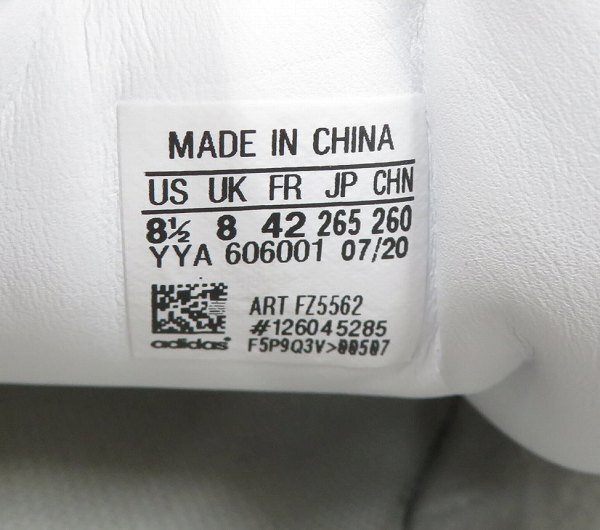 MADE IN CHINA
US UK FR JP CHN
8½ 8 42 265 260
YYA 606001 07/20
ART FZ5562
#126045285
adidas F5P9Q3V>00507